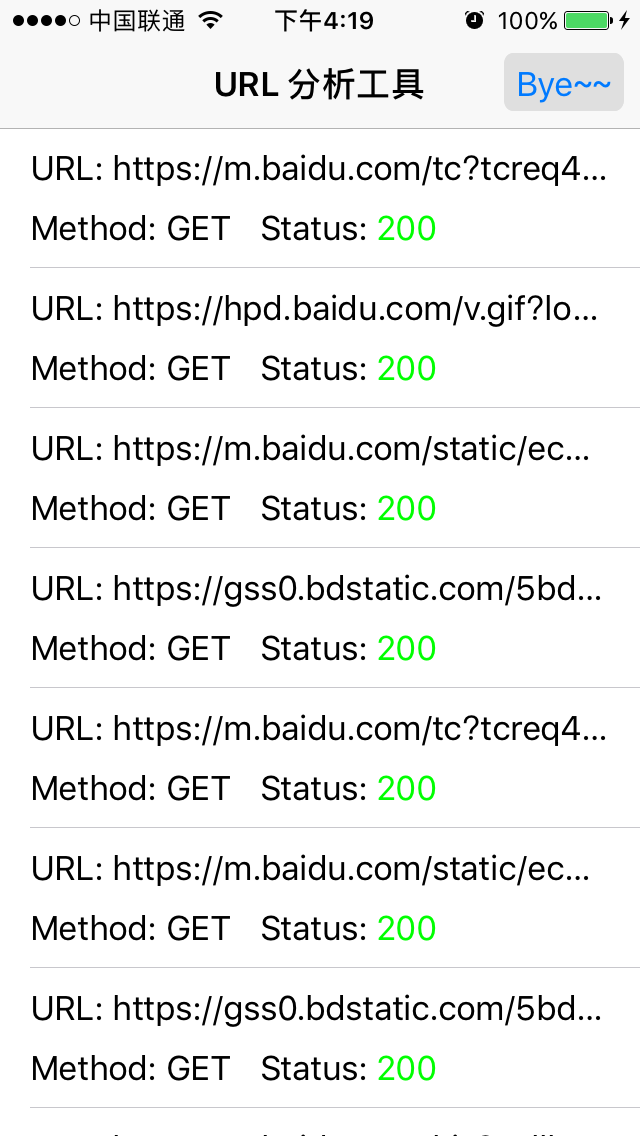 中国联通 下午4:19 100%
URL 分析工具 Bye~~
URL: https://m.baidu.com/tc?tcreq4...
Method: GET Status: 200
URL: https://hpd.baidu.com/v.gif?lo...
Method: GET Status: 200
URL: https://m.baidu.com/static/ec...
Method: GET Status: 200
URL: https://gss0.bdstatic.com/5bd...
Method: GET Status: 200
URL: https://m.baidu.com/tc?tcreq4...
Method: GET Status: 200
URL: https://m.baidu.com/static/ec...
Method: GET Status: 200
URL: https://gss0.bdstatic.com/5bd...
Method: GET Status: 200